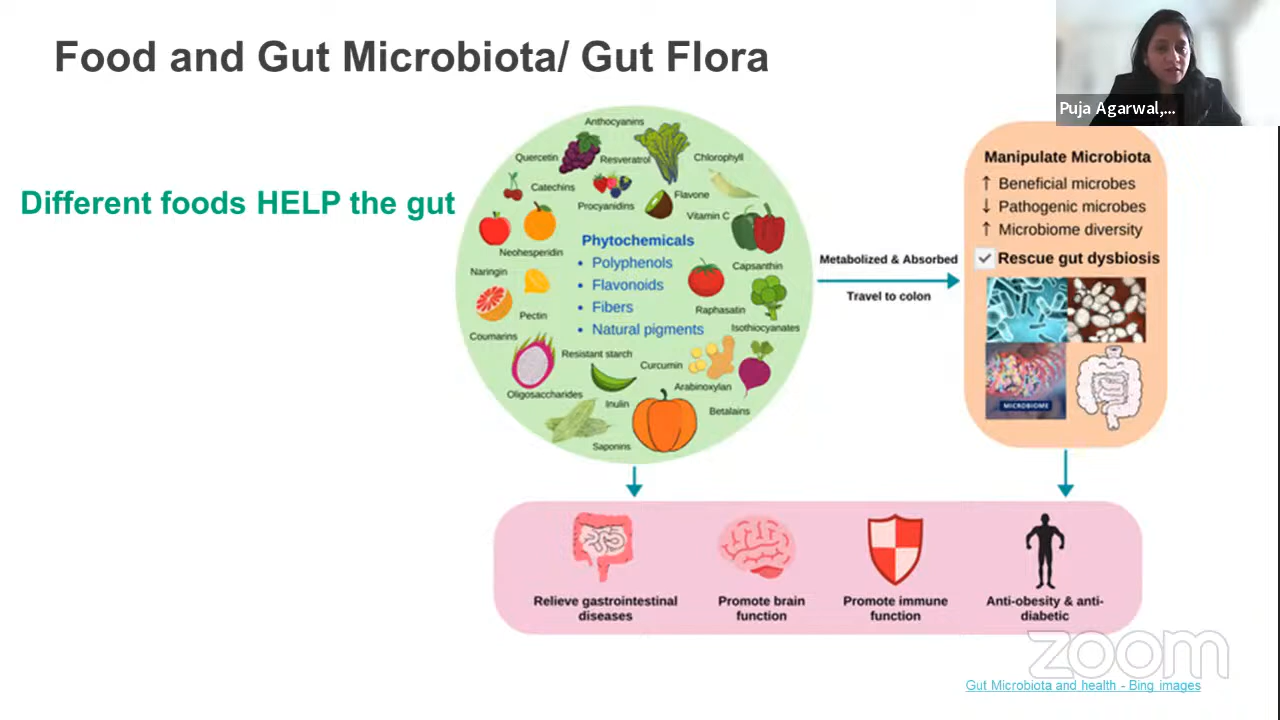 Food and Gut Microbiota/ Gut Flora
Puja Agarwal,...
Different foods HELP the gut
Anthocyanins
Quercetin
Resveratrol
Chlorophyll
Catechins
Flavone
Procyanidins
Vitamin C
Neohesperidin
Phytochemicals
• Polyphenols
• Flavonoids
• Fibers
• Natural pigments
Naringin
Capsanthin
Pectin
Raphasatin
Isothiocyanates
Coumarins
Resistant starch
Curcumin
Arabinoxylan
Oligosaccharides
Inulin
Betalains
Saponins
Metabolized & Absorbed
Travel to colon
Manipulate Microbiota
↑ Beneficial microbes
↓ Pathogenic microbes
↑ Microbiome diversity
Rescue gut dysbiosis
MICROBIOME
Relieve gastrointestinal
diseases
Promote brain
function
Promote immune
function
Anti-obesity & anti-
diabetic
zoom
Gut Microbiota and health - Bing images